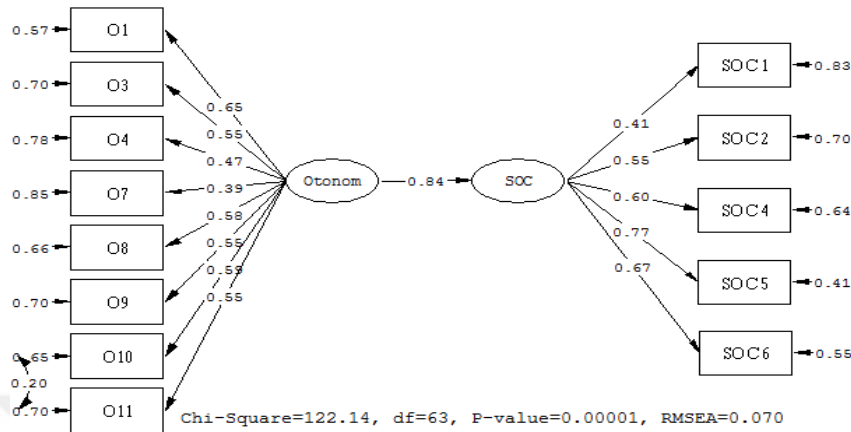 0.57
O1
0.70
O3
0.78
O4
0.85
O7
0.66
O8
0.70
O9
0.65
O10
0.20
0.70
O11
0.65
0.55
0.47
0.39
0.58
0.55
0.59
0.55
Otonom
0.84
SOC
0.41
0.55
0.60
0.77
0.67
SOC1
0.83
SOC2
0.70
SOC4
0.64
SOC5
0.41
SOC6
0.55
Chi-Square=122.14, df=63, P-value=0.00001, RMSEA=0.070